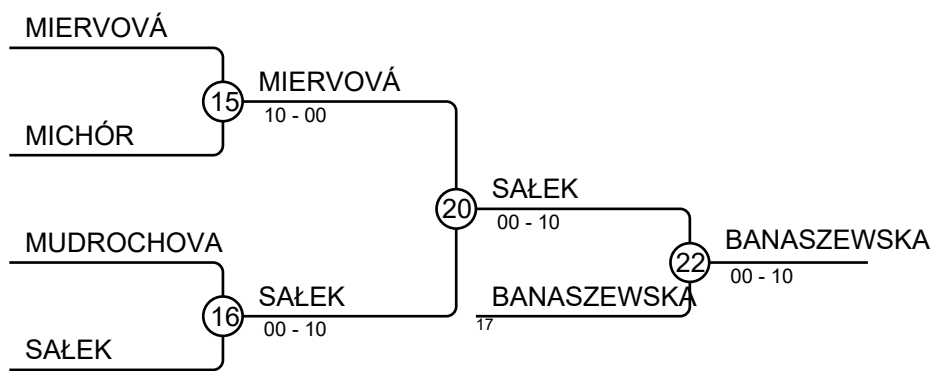 MIERVOVÁ
15
MIERVOVÁ
10 - 00
MICHÓR
20
SAŁEK
00 - 10
MUDROCHOVA
16
SAŁEK
00 - 10
SAŁEK
BANASZEWSKA
17
22
BANASZEWSKA
00 - 10